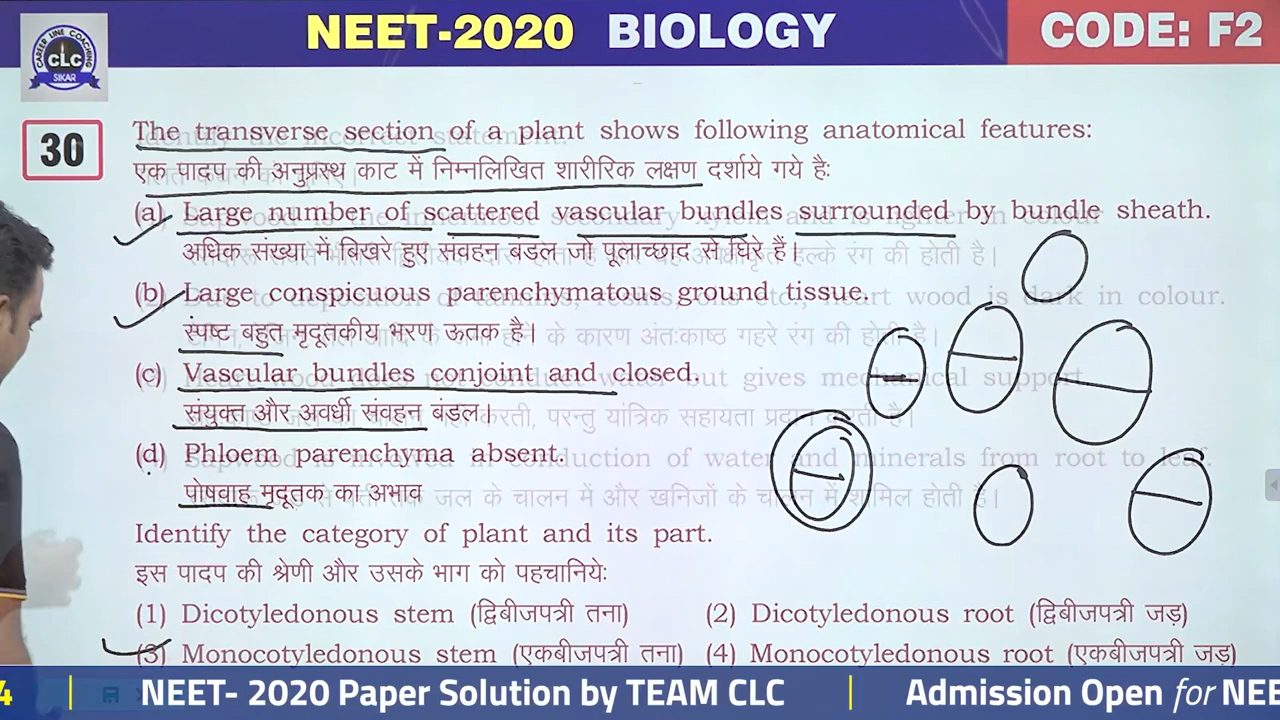 NEET-2020 BIOLOGY
CODE: F2
CAREER LINE COACHING
CLC
SIKAR
30
The transverse section of a plant shows following anatomical features:
एक पादप की अनुप्रस्थ काट में निम्नलिखित शारीरिक लक्षण दर्शाये गये है:
(a) Large number of scattered vascular bundles surrounded by bundle sheath.
अधिक संख्या में बिखरे हुए संवहन बंडल जो पूलाच्छाद से घिरे हैं।
(b) Large conspicuous parenchymatous ground tissue.
स्पष्ट बहुत मृदूतकीय भरण ऊतक है।
(c) Vascular bundles conjoint and closed.
संयुक्त और अवर्धी संवहन बंडल।
(d) Phloem parenchyma absent.
पोषवाह मृदूतक का अभाव
Identify the category of plant and its part.
इस पादप की श्रेणी और उसके भाग को पहचानिये:
(1) Dicotyledonous stem (द्विबीजपत्री तना) (2) Dicotyledonous root (द्विबीजपत्री जड़)
(3) Monocotyledonous stem (एकबीजपत्री तना) (4) Monocotyledonous root (एकबीजपत्री जड़)
4 | NEET- 2020 Paper Solution by TEAM CLC | Admission Open for NEE